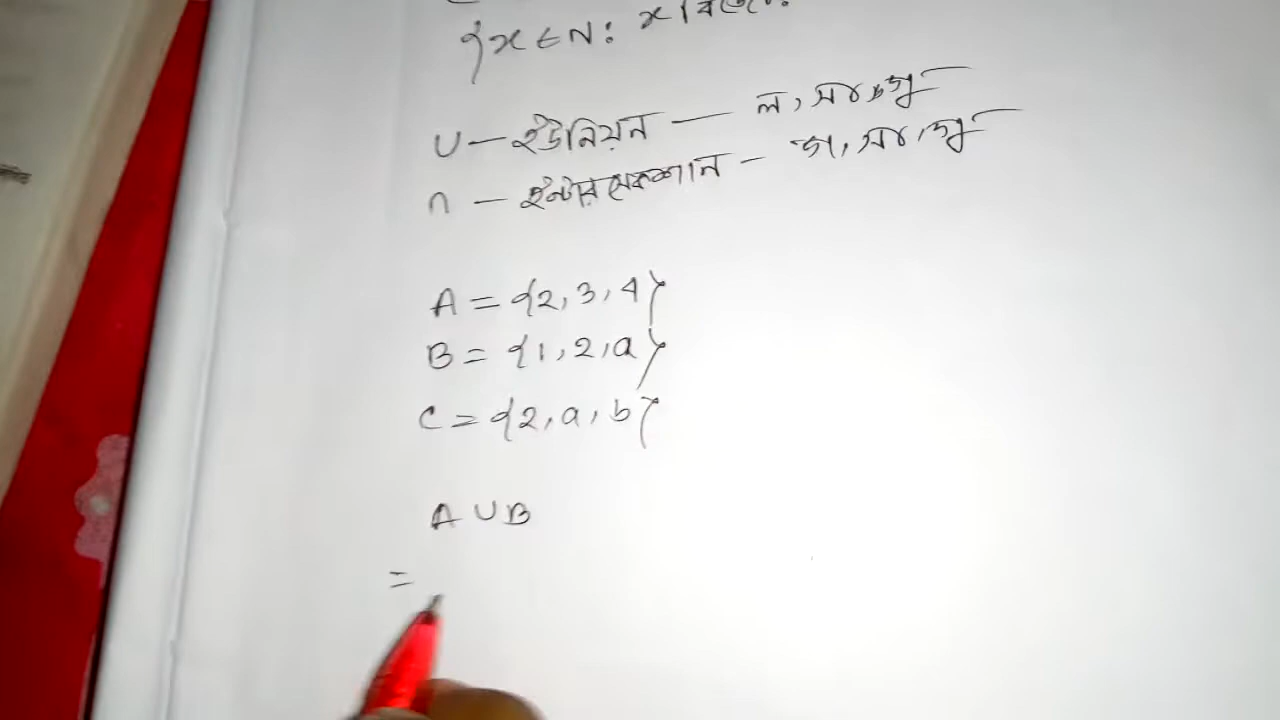 {x ∈ N: x
∪ – ইউনিয়ন – ল, সা, গু
∩ – ইন্টারসেকশান – গ, সা, গু
A = {2, 3, 4}
B = {1, 2, a}
C = {2, a, b}
A ∪ B
=